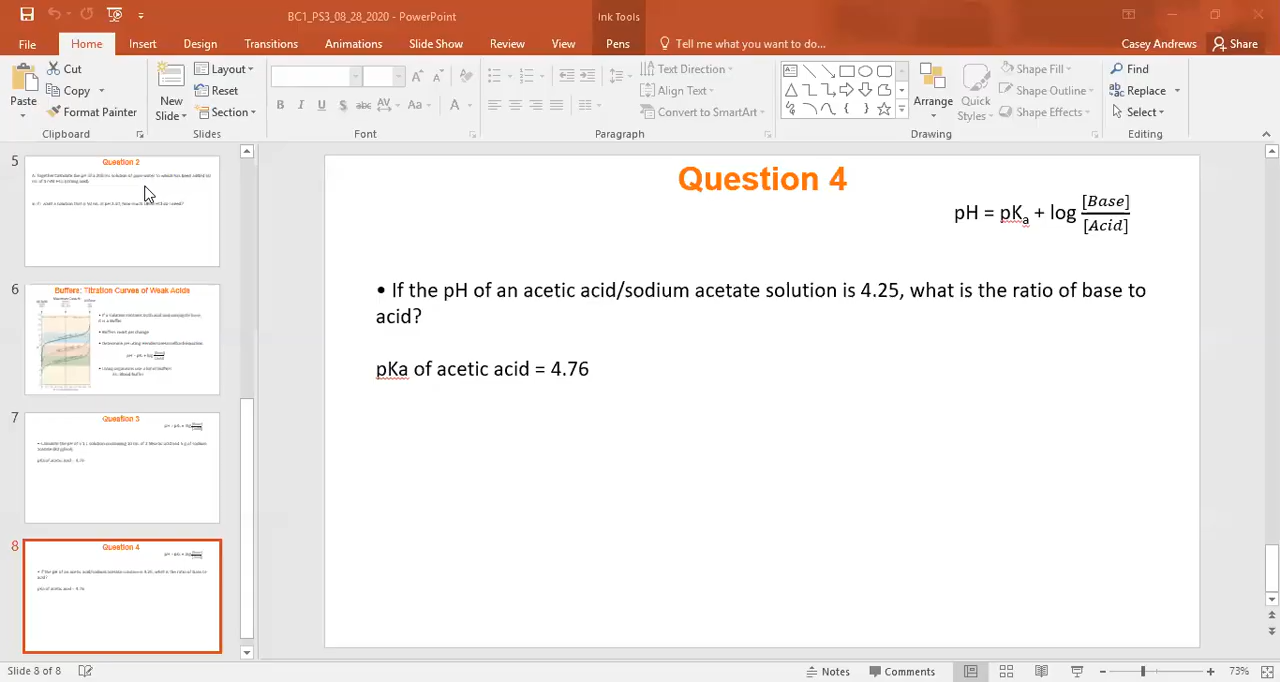 BC1_PS3_08_28_2020 - PowerPoint
Ink Tools
File Home Insert Design Transitions Animations Slide Show Review View Pens Tell me what you want to do... Casey Andrews Share
Paste
Cut
Copy
Format Painter
Clipboard
New
Slide
Layout
Reset
Section
Slides
B I U S abc AV Aa A
Font
Text Direction
Align Text
Convert to SmartArt
Paragraph
Arrange
Quick
Styles
Shape Fill
Shape Outline
Shape Effects
Drawing
Find
Replace
Select
Editing
5
Question 2
6
Buffers: Titration Curves of Weak Acids
7
Question 3
8
Question 4
Question 4
pH = pKa + log [Base]
[Acid]
• If the pH of an acetic acid/sodium acetate solution is 4.25, what is the ratio of base to
acid?
pKa of acetic acid = 4.76
Slide 8 of 8
Notes
Comments
73%